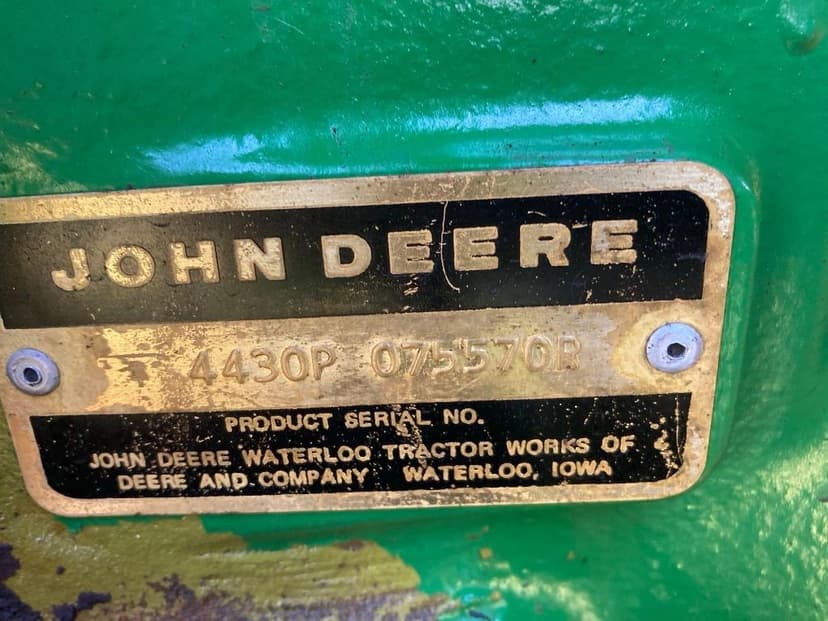 JOHN DEERE
4430P 075570R
PRODUCT SERIAL NO.
JOHN DEERE WATERLOO TRACTOR WORKS OF
DEERE AND COMPANY WATERLOO, IOWA